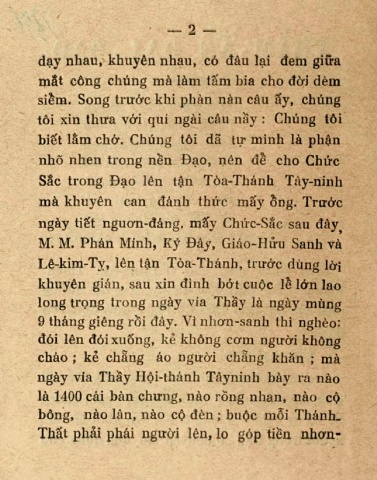 — 2 —
dạy nhau, khuyên nhau, có đâu lại đem giữa
mắt công chúng mà làm tấm bia cho đời dèm
siềm. Song trước khi phàn nàn câu ấy, chúng
tôi xin thưa với quí ngài câu nầy : Chúng tôi
biết lắm chớ. Chúng tôi dã tự minh là phận
nhõ nhen trong nền Đạo, nên đề cho Chức
Sắc trong Đạo lên tận Tòa-Thánh Tây-ninh
mà khuyên can đánh thức mấy ổng. Trước
ngày tiết nguơn-đáng, mấy Chức-Sắc sau đây,
M. M. Phán Minh, Ký Đây, Giáo-Hửu Sanh và
Lê-kim-Tỵ, lên tận Tòa-Thánh, trước dùng lời
khuyên gián, sau xin đình bớt cuộc lễ lớn lao
long trọng trong ngày vía Thầy là ngày mùng
9 tháng giêng rồi đây. Vì nhơn-sanh thì nghèo:
đói lên đói xuống, kẻ không cơm người không
cháo ; kẻ chẵng áo người chẵng khăn ; mà
ngày vía Thầy Hội-thánh Tâyninh bày ra nào
là 1400 cái bàn chưng, nào rồng nhan, nào cộ
bông, nào lân, nào cộ đèn ; buộc mỗi Thánh-
Thất phải phái người lên, lo góp tiền nhơn-